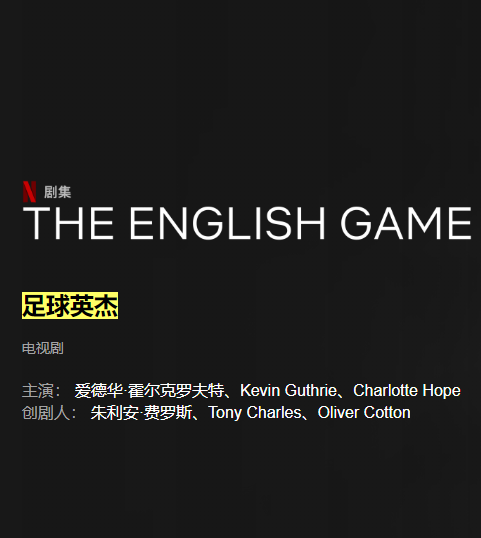 N 剧集
THE ENGLISH GAME
足球英杰
电视剧
主演： 爱德华·霍尔克罗夫特、Kevin Guthrie、Charlotte Hope
创剧人： 朱利安·费罗斯、Tony Charles、Oliver Cotton